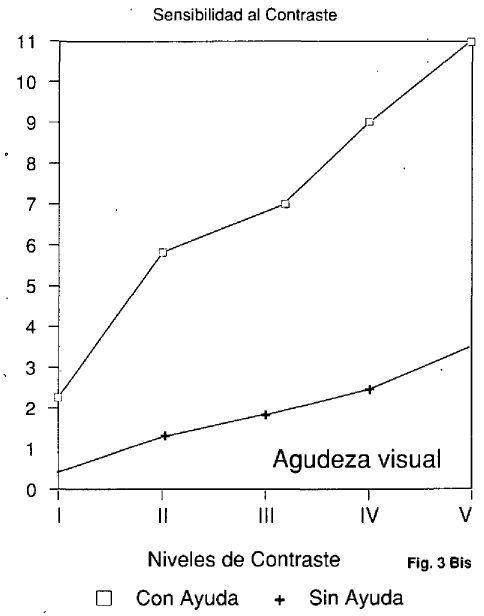 Sensibilidad al Contraste
11
10
9
8
7
6
5
4
3
2
1
0
Agudeza visual
I II III IV V
Niveles de Contraste
Fig. 3 Bis
Con Ayuda + Sin Ayuda